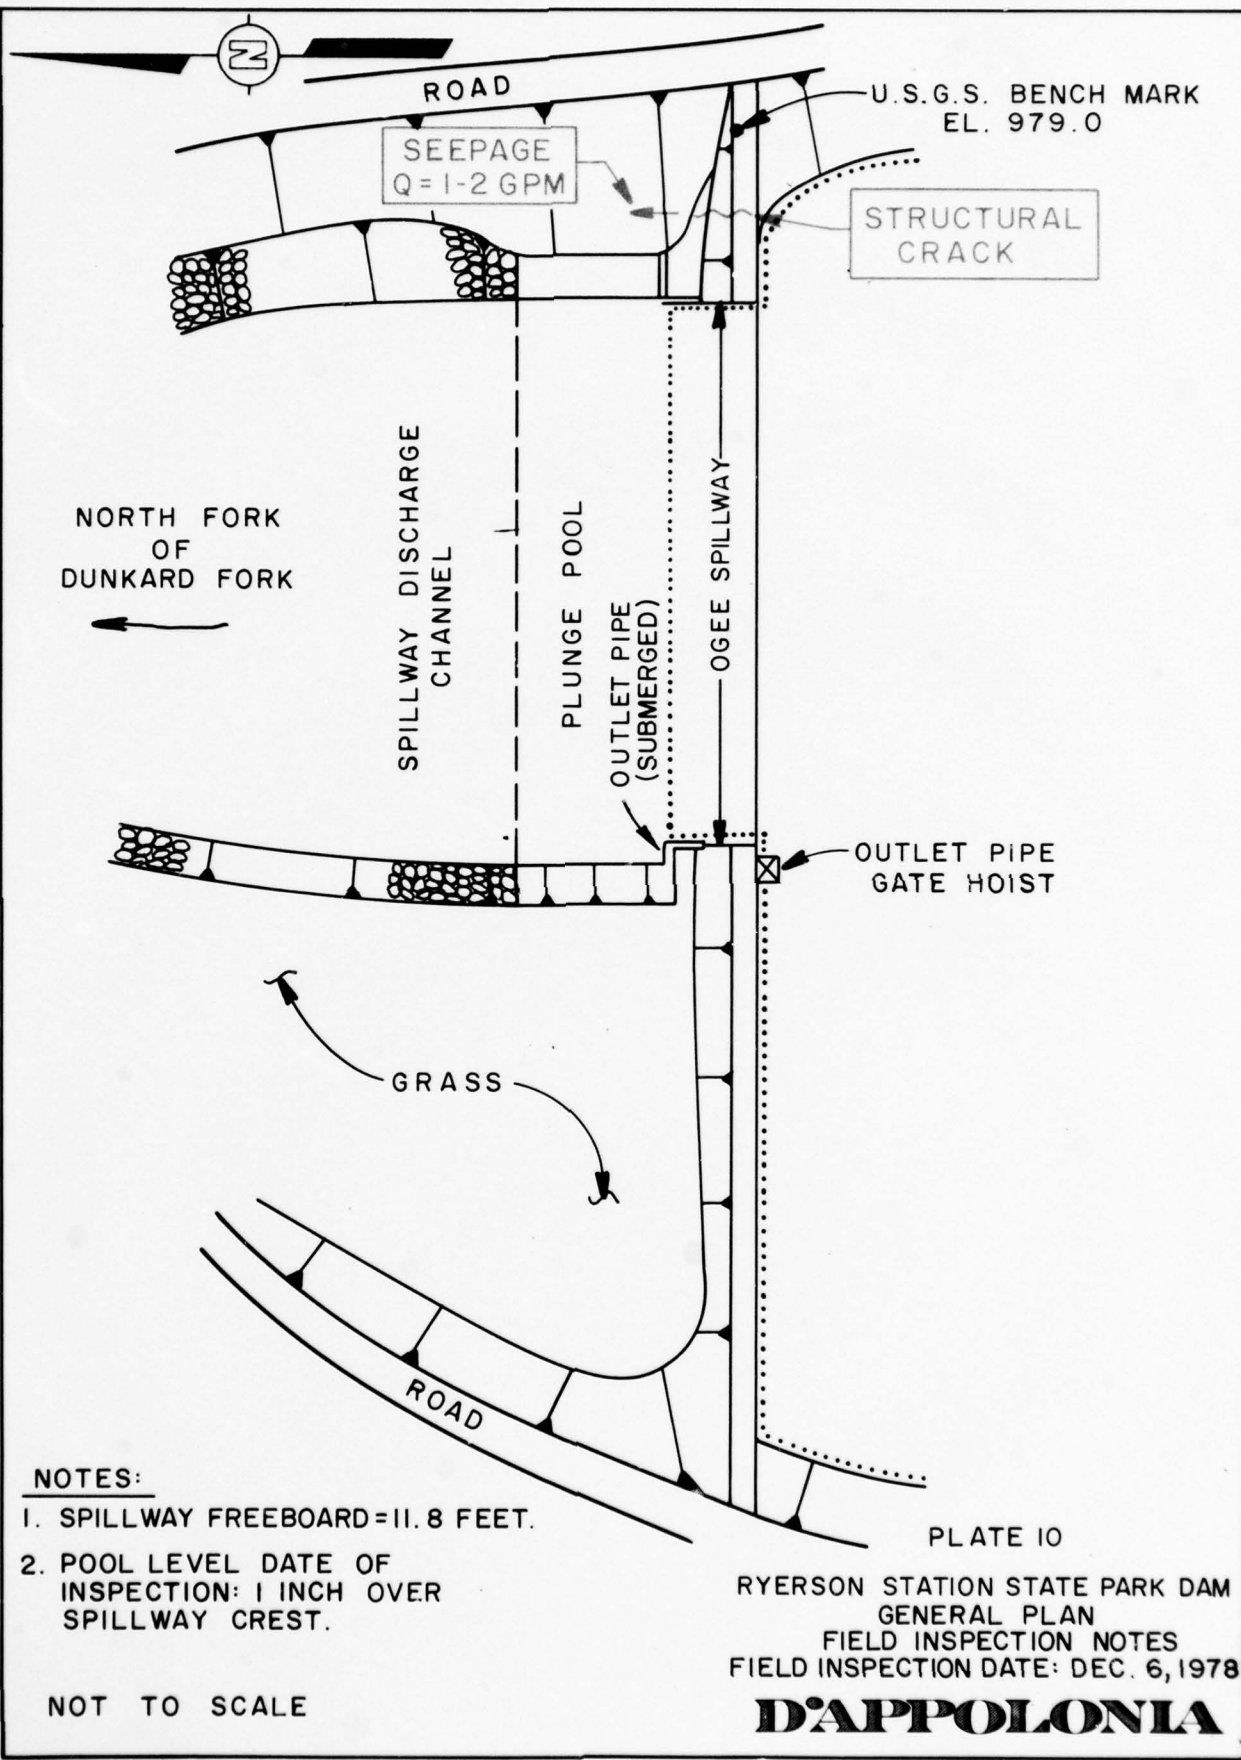 N
ROAD
U.S.G.S. BENCH MARK
EL. 979.0
SEEPAGE
Q = 1-2 GPM
STRUCTURAL
CRACK
NORTH FORK
OF
DUNKARD FORK
SPILLWAY DISCHARGE
CHANNEL
PLUNGE POOL
OUTLET PIPE
(SUBMERGED)
OGEE SPILLWAY
OUTLET PIPE
GATE HOIST
GRASS
ROAD
NOTES:
1. SPILLWAY FREEBOARD = 11.8 FEET.
2. POOL LEVEL DATE OF
INSPECTION: 1 INCH OVER
SPILLWAY CREST.
NOT TO SCALE
PLATE 10
RYERSON STATION STATE PARK DAM
GENERAL PLAN
FIELD INSPECTION NOTES
FIELD INSPECTION DATE: DEC. 6, 1978
D'APPOLONIA